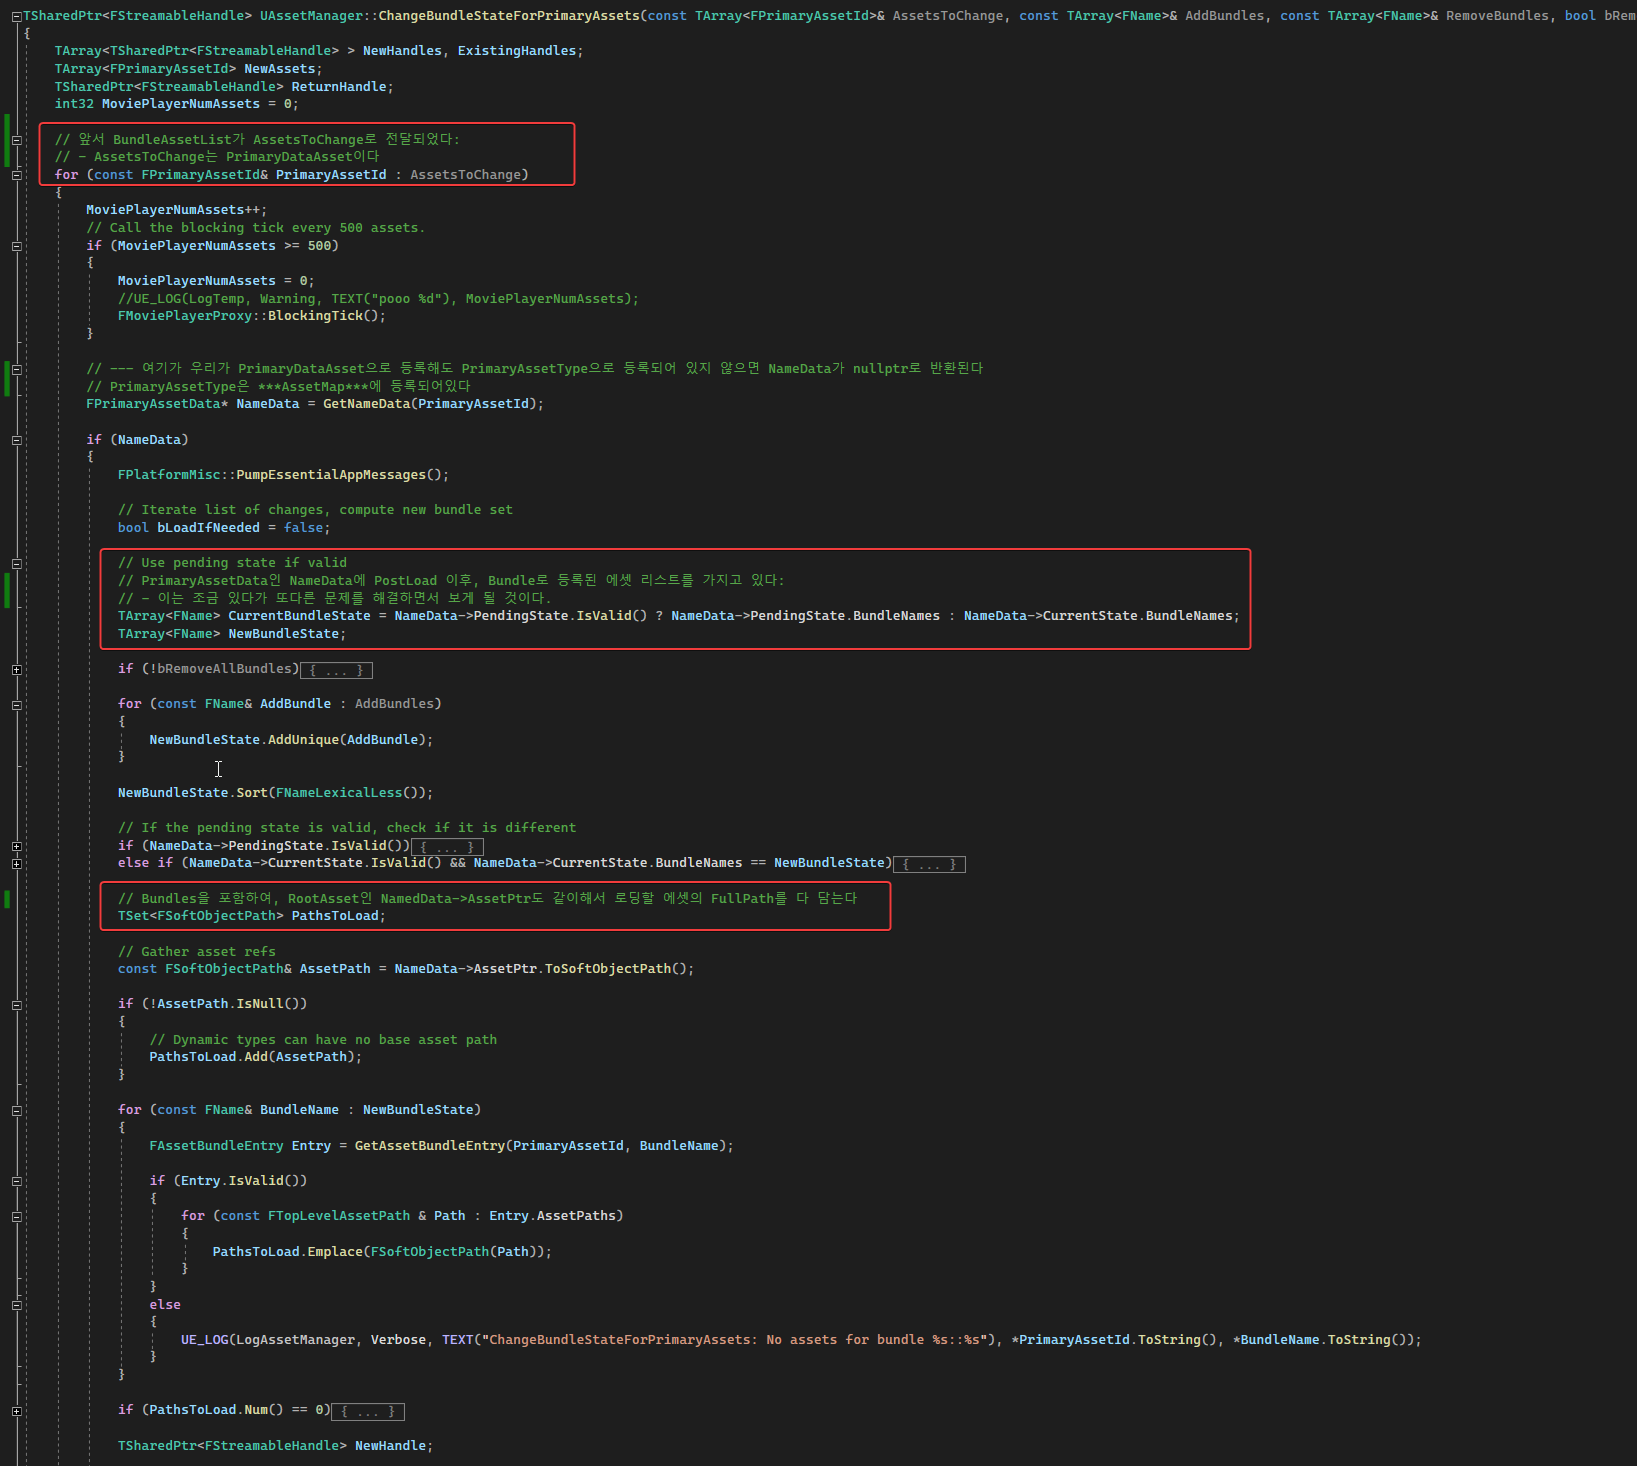 TSharedPtr<FStreamableHandle> UAssetManager::ChangeBundleStateForPrimaryAssets(const TArray<FPrimaryAssetId>& AssetsToChange, const TArray<FName>& AddBundles, const TArray<FName>& RemoveBundles, bool bRem
{
TArray<TSharedPtr<FStreamableHandle> > NewHandles, ExistingHandles;
TArray<FPrimaryAssetId> NewAssets;
TSharedPtr<FStreamableHandle> ReturnHandle;
int32 MoviePlayerNumAssets = 0;
// 앞서 BundleAssetList가 AssetsToChange로 전달되었다:
// - AssetsToChange는 PrimaryDataAsset이다
for (const FPrimaryAssetId& PrimaryAssetId : AssetsToChange)
{
MoviePlayerNumAssets++;
// Call the blocking tick every 500 assets.
if (MoviePlayerNumAssets >= 500)
{
MoviePlayerNumAssets = 0;
//UE_LOG(LogTemp, Warning, TEXT("pooo %d"), MoviePlayerNumAssets);
FMoviePlayerProxy::BlockingTick();
}
// --- 여기가 우리가 PrimaryDataAsset으로 등록해도 PrimaryAssetType으로 등록되어 있지 않으면 NameData가 nullptr로 반환된다
// PrimaryAssetType은 ***AssetMap***에 등록되어있다
FPrimaryAssetData* NameData = GetNameData(PrimaryAssetId);
if (NameData)
{
FPlatformMisc::PumpEssentialAppMessages();
// Iterate list of changes, compute new bundle set
bool bLoadIfNeeded = false;
// Use pending state if valid
// PrimaryAssetData인 NameData에 PostLoad 이후, Bundle로 등록된 에셋 리스트를 가지고 있다:
// - 이는 조금 있다가 또다른 문제를 해결하면서 보게 될 것이다.
TArray<FName> CurrentBundleState = NameData->PendingState.IsValid() ? NameData->PendingState.BundleNames : NameData->CurrentState.BundleNames;
TArray<FName> NewBundleState;
if (!bRemoveAllBundles){ ... }
for (const FName& AddBundle : AddBundles)
{
NewBundleState.AddUnique(AddBundle);
}
NewBundleState.Sort(FNameLexicalLess());
// If the pending state is valid, check if it is different
if (NameData->PendingState.IsValid()){ ... }
else if (NameData->CurrentState.IsValid() && NameData->CurrentState.BundleNames == NewBundleState){ ... }
// Bundles을 포함하여, RootAsset인 NamedData->AssetPtr도 같이해서 로딩할 에셋의 FullPath를 다 담는다
TSet<FSoftObjectPath> PathsToLoad;
// Gather asset refs
const FSoftObjectPath& AssetPath = NameData->AssetPtr.ToSoftObjectPath();
if (!AssetPath.IsNull())
{
// Dynamic types can have no base asset path
PathsToLoad.Add(AssetPath);
}
for (const FName& BundleName : NewBundleState)
{
FAssetBundleEntry Entry = GetAssetBundleEntry(PrimaryAssetId, BundleName);
if (Entry.IsValid())
{
for (const FTopLevelAssetPath & Path : Entry.AssetPaths)
{
PathsToLoad.Emplace(FSoftObjectPath(Path));
}
}
else
{
UE_LOG(LogAssetManager, Verbose, TEXT("ChangeBundleStateForPrimaryAssets: No assets for bundle %s::%s"), *PrimaryAssetId.ToString(), *BundleName.ToString());
}
}
if (PathsToLoad.Num() == 0){ ... }
TSharedPtr<FStreamableHandle> NewHandle;